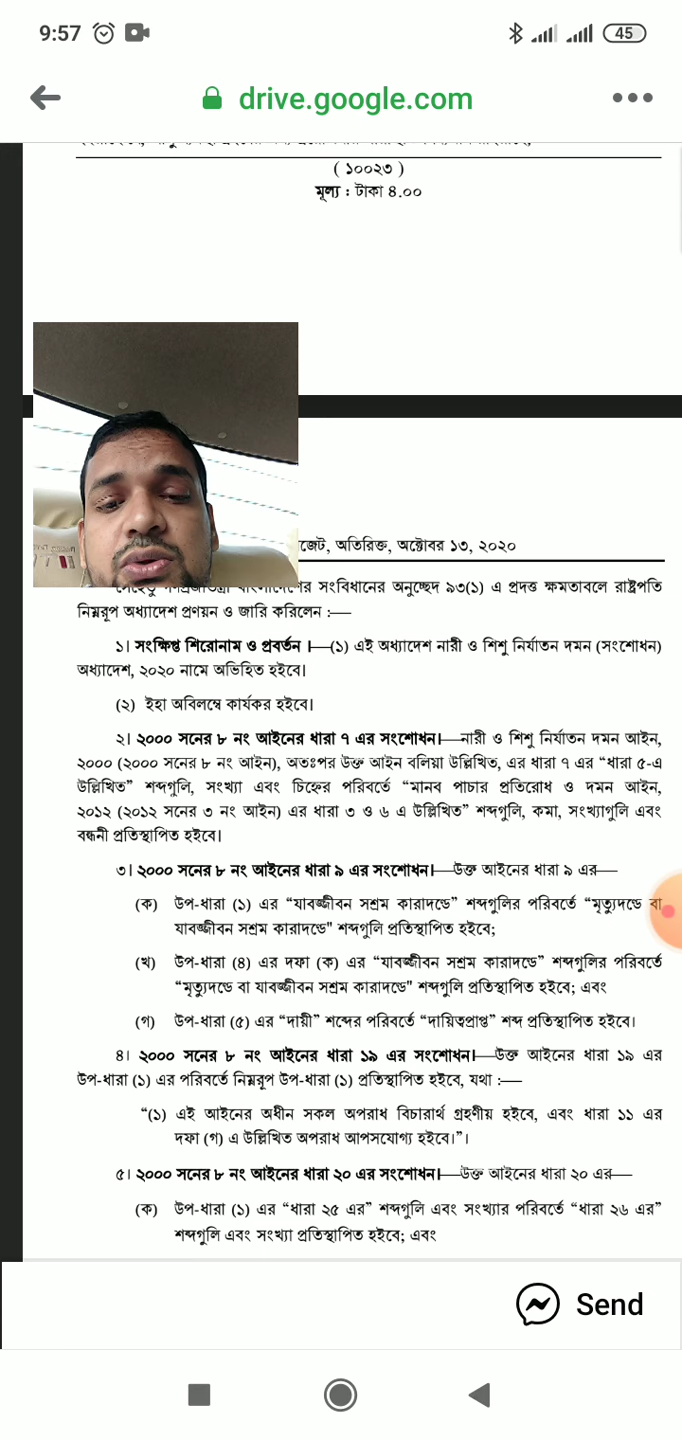 9:57
45
drive.google.com
( ১০০২৩ )
মূল্য : টাকা ৪.০০
জেট, অতিরিক্ত, অক্টোবর ১৩, ২০২০
সংবিধানের অনুচ্ছেদ ৯৩(১) এ প্রদত্ত ক্ষমতাবলে রাষ্ট্রপতি
নিম্নরূপ অধ্যাদেশ প্রণয়ন ও জারি করিলেন :—
১। সংক্ষিপ্ত শিরোনাম ও প্রবর্তন।—(১) এই অধ্যাদেশ নারী ও শিশু নির্যাতন দমন (সংশোধন)
অধ্যাদেশ, ২০২০ নামে অভিহিত হইবে।
(২) ইহা অবিলম্বে কার্যকর হইবে।
২। ২০০০ সনের ৮ নং আইনের ধারা ৭ এর সংশোধন।—নারী ও শিশু নির্যাতন দমন আইন,
২০০০ (২০০০ সনের ৮ নং আইন), অতঃপর উক্ত আইন বলিয়া উল্লিখিত, এর ধারা ৭ এর “ধারা ৫-এ
উল্লিখিত” শব্দগুলি, সংখ্যা এবং চিহ্নের পরিবর্তে “মানব পাচার প্রতিরোধ ও দমন আইন,
২০১২ (২০১২ সনের ৩ নং আইন) এর ধারা ৩ ও ৬ এ উল্লিখিত” শব্দগুলি, কমা, সংখ্যাগুলি এবং
বন্ধনী প্রতিস্থাপিত হইবে।
৩। ২০০০ সনের ৮ নং আইনের ধারা ৯ এর সংশোধন।—উক্ত আইনের ধারা ৯ এর—
(ক) উপ-ধারা (১) এর “যাবজ্জীবন সশ্রম কারাদন্ডে” শব্দগুলির পরিবর্তে “মৃত্যুদন্ডে বা
যাবজ্জীবন সশ্রম কারাদন্ডে" শব্দগুলি প্রতিস্থাপিত হইবে;
(খ) উপ-ধারা (৪) এর দফা (ক) এর “যাবজ্জীবন সশ্রম কারাদন্ডে” শব্দগুলির পরিবর্তে
“মৃত্যুদন্ডে বা যাবজ্জীবন সশ্রম কারাদন্ডে" শব্দগুলি প্রতিস্থাপিত হইবে; এবং
(গ) উপ-ধারা (৫) এর “দায়ী” শব্দের পরিবর্তে “দায়িত্বপ্রাপ্ত” শব্দ প্রতিস্থাপিত হইবে।
৪। ২০০০ সনের ৮ নং আইনের ধারা ১৯ এর সংশোধন।—উক্ত আইনের ধারা ১৯ এর
উপ-ধারা (১) এর পরিবর্তে নিম্নরূপ উপ-ধারা (১) প্রতিস্থাপিত হইবে, যথা :—
“(১) এই আইনের অধীন সকল অপরাধ বিচারার্থ গ্রহণীয় হইবে, এবং ধারা ১১ এর
দফা (গ) এ উল্লিখিত অপরাধ আপসযোগ্য হইবে।”।
৫। ২০০০ সনের ৮ নং আইনের ধারা ২০ এর সংশোধন।—উক্ত আইনের ধারা ২০ এর—
(ক) উপ-ধারা (১) এর “ধারা ২৫ এর” শব্দগুলি এবং সংখ্যার পরিবর্তে “ধারা ২৬ এর”
শব্দগুলি এবং সংখ্যা প্রতিস্থাপিত হইবে; এবং
Send